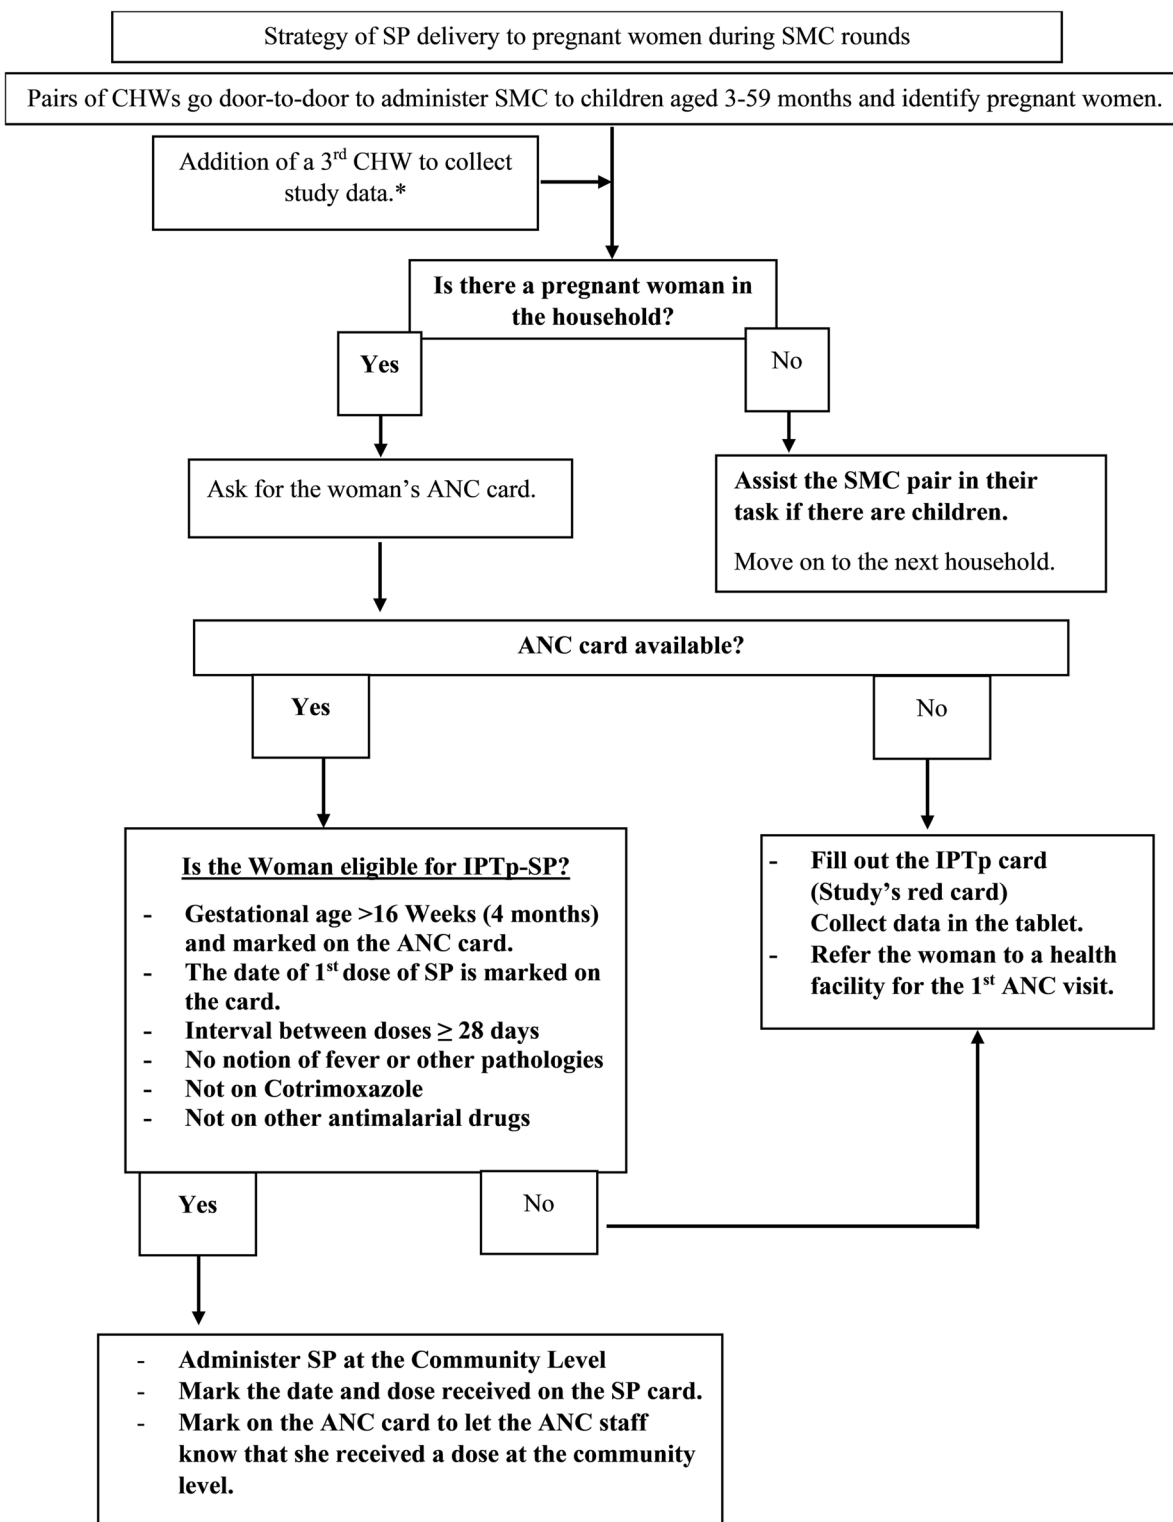 Strategy of SP delivery to pregnant women during SMC rounds
Pairs of CHWs go door-to-door to administer SMC to children aged 3-59 months and identify pregnant women.
Addition of a 3rd CHW to collect
study data.*
Is there a pregnant woman in
the household?
Yes
No
Ask for the woman's ANC card.
Assist the SMC pair in their
task if there are children.
Move on to the next household.
ANC card available?
Yes
No
Is the Woman eligible for IPTp-SP?
- Gestational age >16 Weeks (4 months)
and marked on the ANC card.
- The date of 1st dose of SP is marked on
the card.
- Interval between doses ≥ 28 days
- No notion of fever or other pathologies
- Not on Cotrimoxazole
- Not on other antimalarial drugs
- Fill out the IPTp card
(Study's red card)
Collect data in the tablet.
- Refer the woman to a health
facility for the 1st ANC visit.
Yes
No
- Administer SP at the Community Level
- Mark the date and dose received on the SP card.
- Mark on the ANC card to let the ANC staff
know that she received a dose at the community
level.